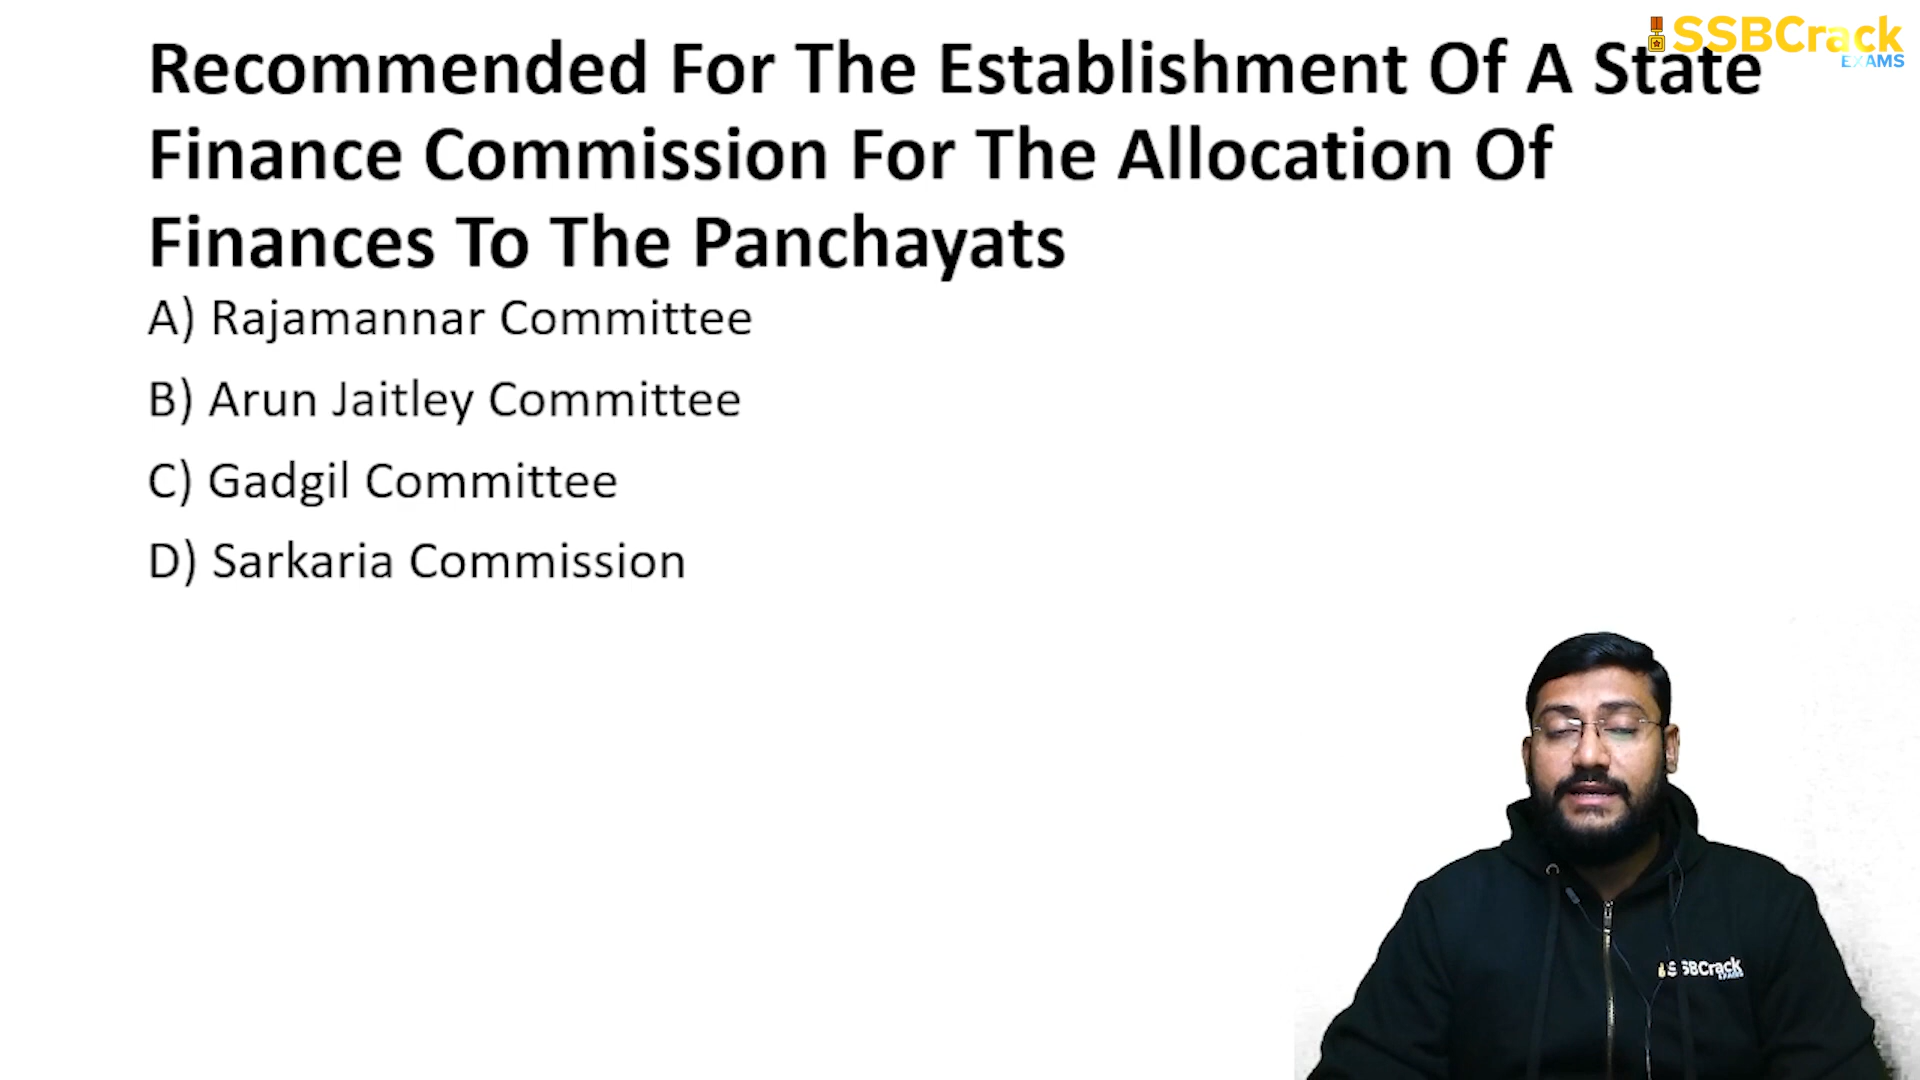 SSBCrack
EXAMS
Recommended For The Establishment Of A State
Finance Commission For The Allocation Of
Finances To The Panchayats
A) Rajamannar Committee
B) Arun Jaitley Committee
C) Gadgil Committee
D) Sarkaria Commission
SSBCrack
EXAMS